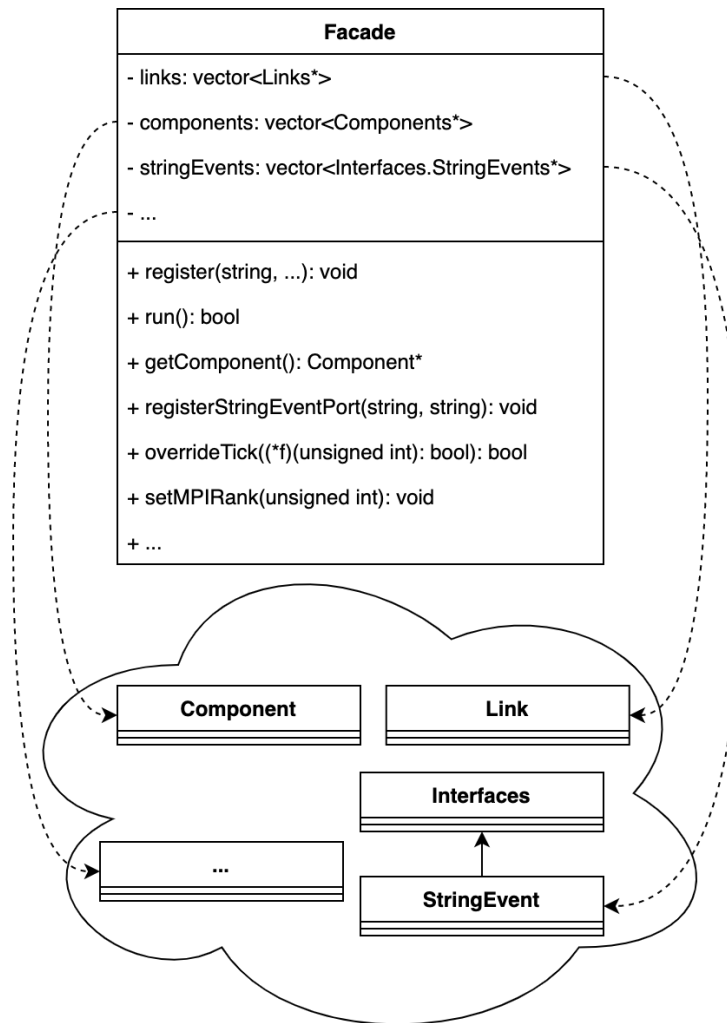 Facade
- links: vector<Links*>
- components: vector<Components*>
- stringEvents: vector<Interfaces.StringEvents*>
- ...
+ register(string, ...): void
+ run(): bool
+ getComponent(): Component*
+ registerStringEventPort(string, string): void
+ overrideTick((*f)(unsigned int): bool): bool
+ setMPIRank(unsigned int): void
+ ...
Component
Link
Interfaces
...
StringEvent